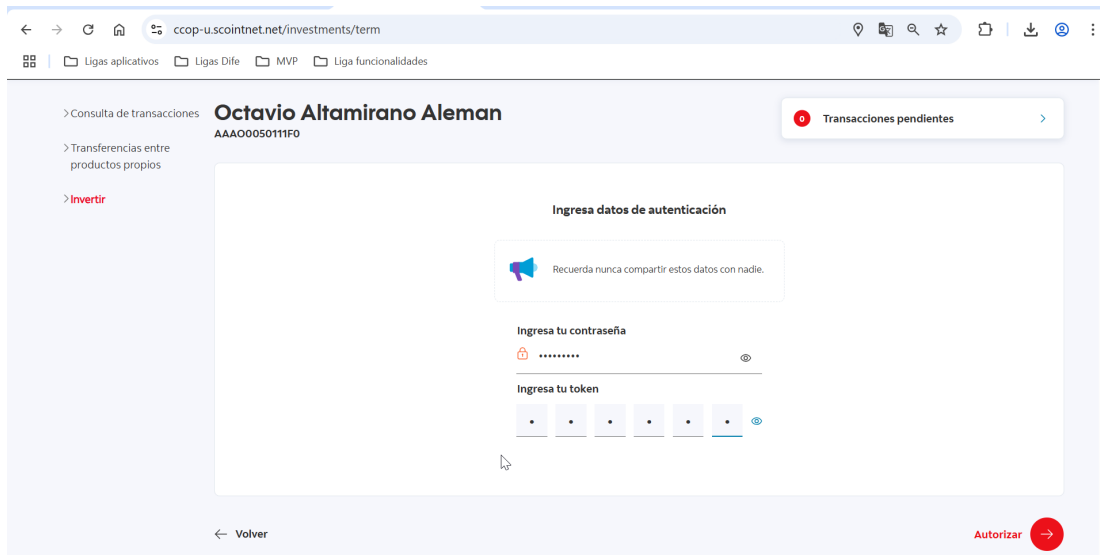 ccop-u.scointnet.net/investments/term
Ligas aplicativos
Ligas Dife
MVP
Liga funcionalidades
Consulta de transacciones
Transferencias entre
productos propios
Invertir
Octavio Altamirano Aleman
AAAO0050111F0
0 Transacciones pendientes
Ingresa datos de autenticación
Recuerda nunca compartir estos datos con nadie.
Ingresa tu contraseña
Ingresa tu token
Volver
Autorizar